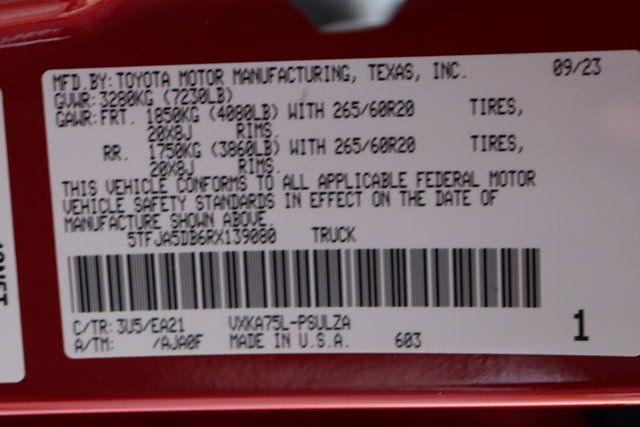 MFD.BY:TOYOTA MOTOR MANUFACTURING, TEXAS, INC. 09/23
GVWR:3280KG (7230LB)
GAWR:FRT. 1850KG (4080LB) WITH 265/60R20 TIRES,
20X8J RIMS.
RR. 1750KG (3860LB) WITH 265/60R20 TIRES,
20X8J RIMS.
THIS VEHICLE CONFORMS TO ALL APPLICABLE FEDERAL MOTOR
VEHICLE SAFETY STANDARDS IN EFFECT ON THE DATE OF
MANUFACTURE SHOWN ABOVE.
5TFJA5DB6RX139080 TRUCK
C/TR: 3U5/EA21 VXKA75L-PSULZA
A/TM: /AJA0F MADE IN U.S.A. 603
1